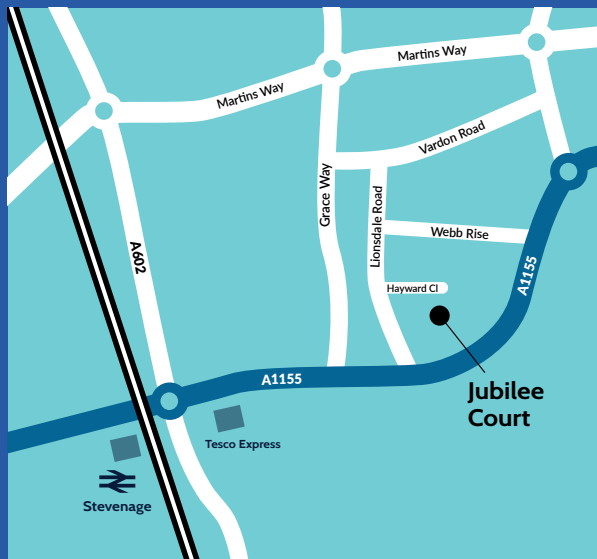 Martins Way
Martins Way
Vardon Road
Grace Way
Lionsdale Road
Webb Rise
A602
A1155
Hayward Cl
A1155
Jubilee
Court
Tesco Express
Stevenage